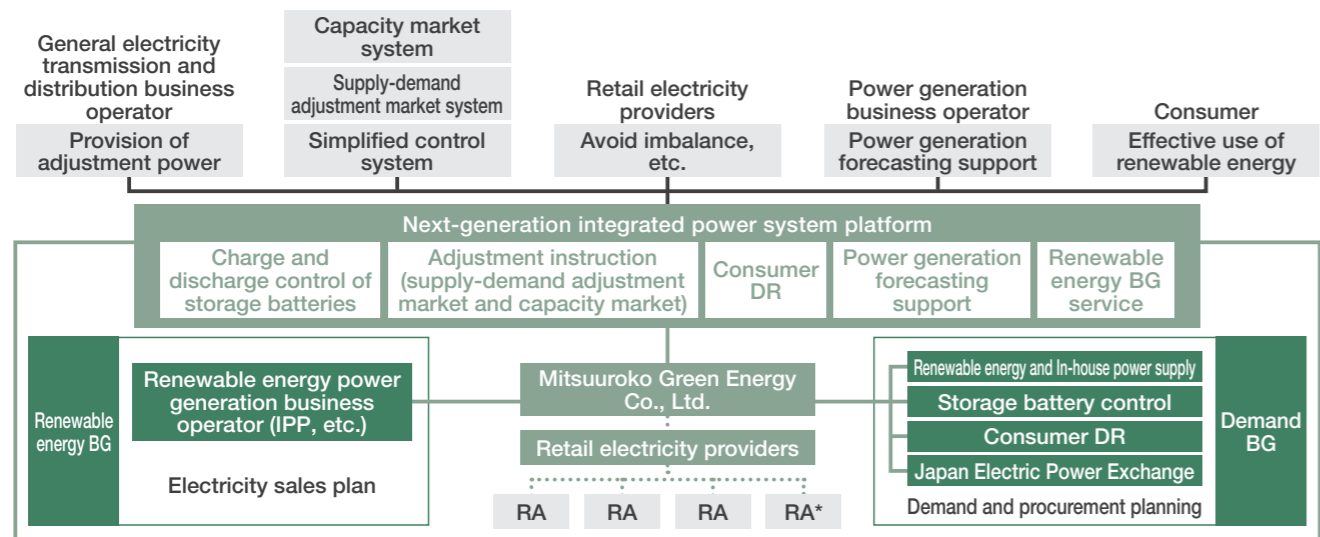 General electricity
transmission and
distribution business
operator
Provision of
adjustment power
Capacity market
system
Supply-demand
adjustment market system
Simplified control
system
Retail electricity
providers
Avoid imbalance,
etc.
Power generation
business operator
Power generation
forecasting support
Consumer
Effective use of
renewable energy
Next-generation integrated power system platform
Charge and
discharge control of
storage batteries
Adjustment instruction
(supply-demand adjustment
market and capacity market)
Consumer
DR
Power generation
forecasting
support
Renewable
energy BG
service
Renewable
energy BG
Renewable energy power
generation business
operator (IPP, etc.)
Electricity sales plan
Mitsuuroko Green Energy
Co., Ltd.
Retail electricity providers
RA
RA
RA
RA*
Renewable energy and In-house power supply
Storage battery control
Consumer DR
Japan Electric Power Exchange
Demand and procurement planning
Demand
BG